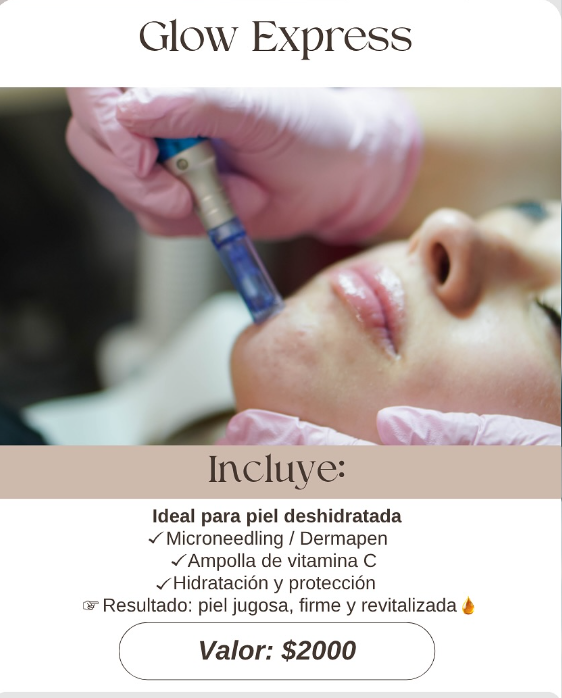 Glow Express
Incluye:
Ideal para piel deshidratada
✓Microneedling / Dermapen
✓Ampolla de vitamina C
✓Hidratación y protección
☞Resultado: piel jugosa, firme y revitalizada🔥
Valor: $2000